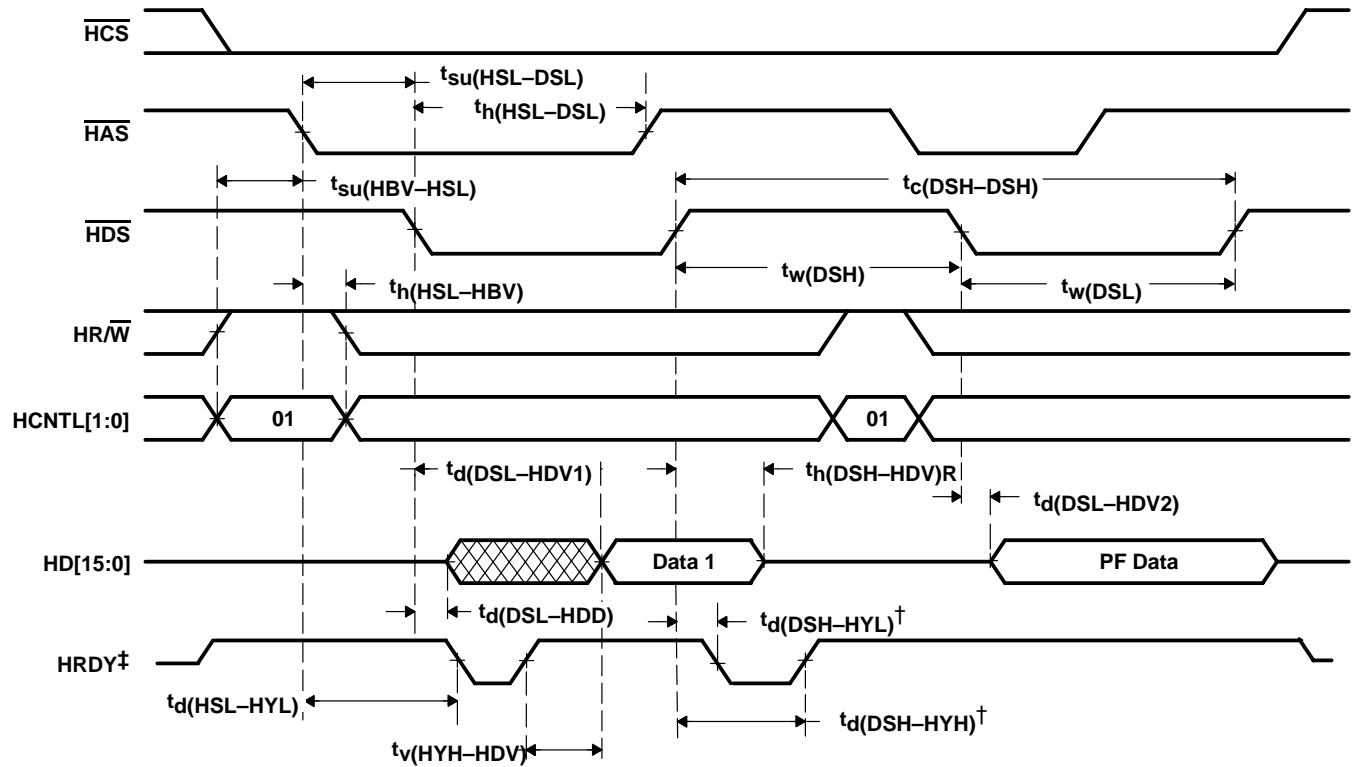 HCS
tsu(HSL–DSL)
HAS
th(HSL–DSL)
tsu(HBV–HSL)
tc(DSH–DSH)
HDS
tw(DSH)
tw(DSL)
th(HSL–HBV)
HR/W
HCNTL[1:0]
01
01
td(DSL–HDV1)
th(DSH–HDV)R
td(DSL–HDV2)
HD[15:0]
Data 1
PF Data
td(DSL–HDD)
td(DSH–HYL)†
HRDY‡
td(HSL–HYL)
td(DSH–HYH)†
tv(HYH–HDV)